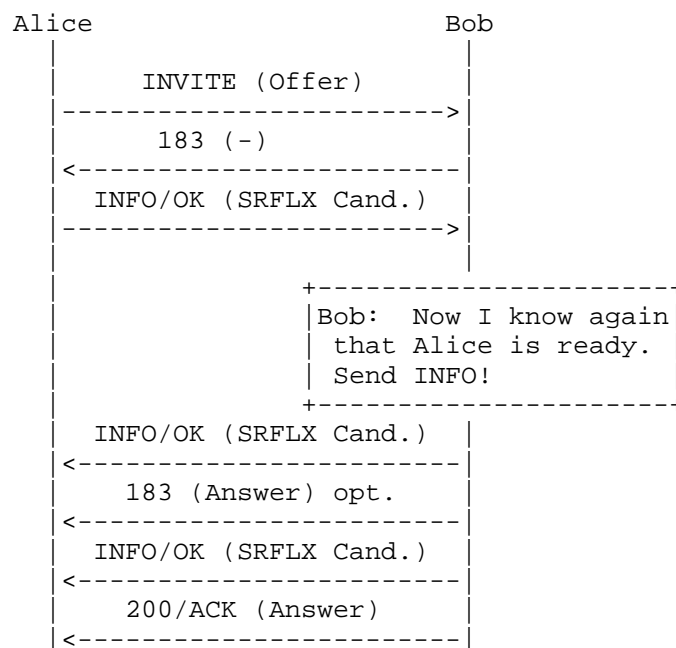 Alice Bob
INVITE (Offer)
183 (-)
INFO/OK (SRFLX Cand.)
Bob: Now I know again
that Alice is ready.
Send INFO!
INFO/OK (SRFLX Cand.)
183 (Answer) opt.
INFO/OK (SRFLX Cand.)
200/ACK (Answer)